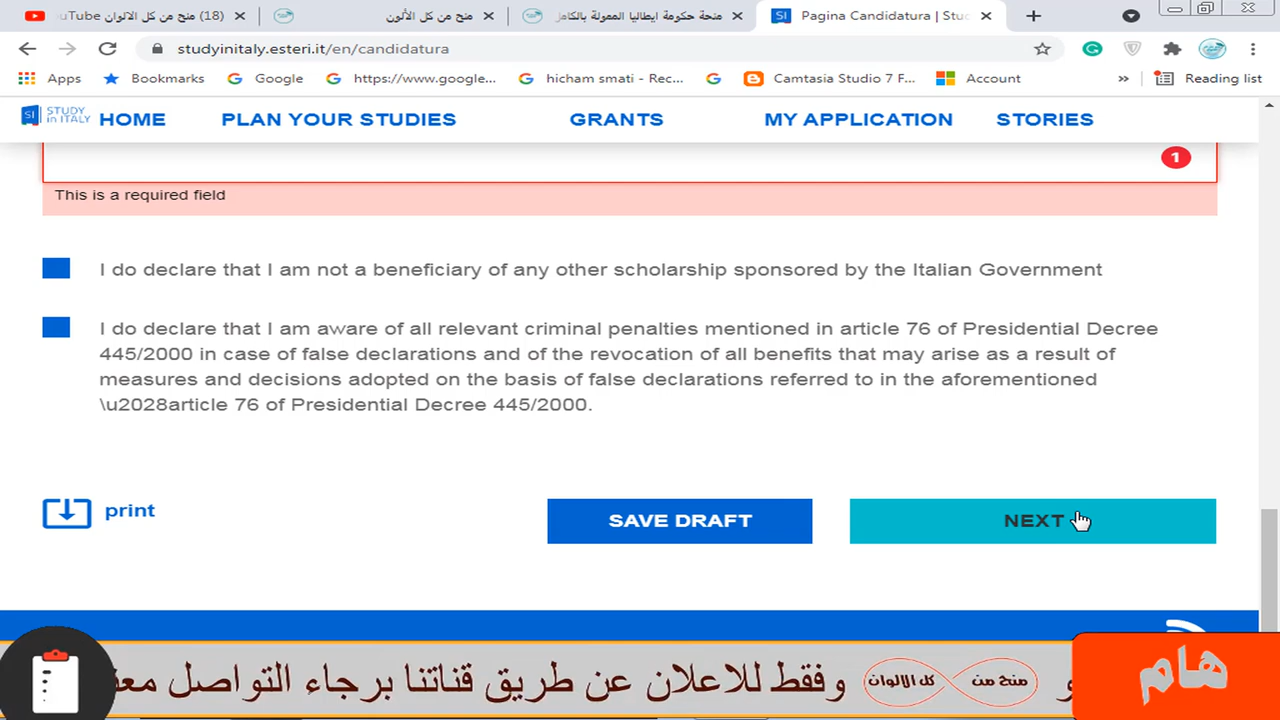 (18) منح من كل الألوان - YouTube
منح من كل الألون
منحة حكومة ايطاليا الممولة بالكامل
Pagina Candidatura | Stu
studyinitaly.esteri.it/en/candidatura
Apps Bookmarks Google https://www.google... hicham smati - Rec... Camtasia Studio 7 F... Account » Reading list
STUDY in ITALY
SI HOME PLAN YOUR STUDIES GRANTS MY APPLICATION STORIES
1
This is a required field
I do declare that I am not a beneficiary of any other scholarship sponsored by the Italian Government
I do declare that I am aware of all relevant criminal penalties mentioned in article 76 of Presidential Decree
445/2000 in case of false declarations and of the revocation of all benefits that may arise as a result of
measures and decisions adopted on the basis of false declarations referred to in the aforementioned
\u2028article 76 of Presidential Decree 445/2000.
print SAVE DRAFT NEXT
هام
و منح من كل الالوان وفقط للاعلان عن طريق قناتنا برجاء التواصل معن